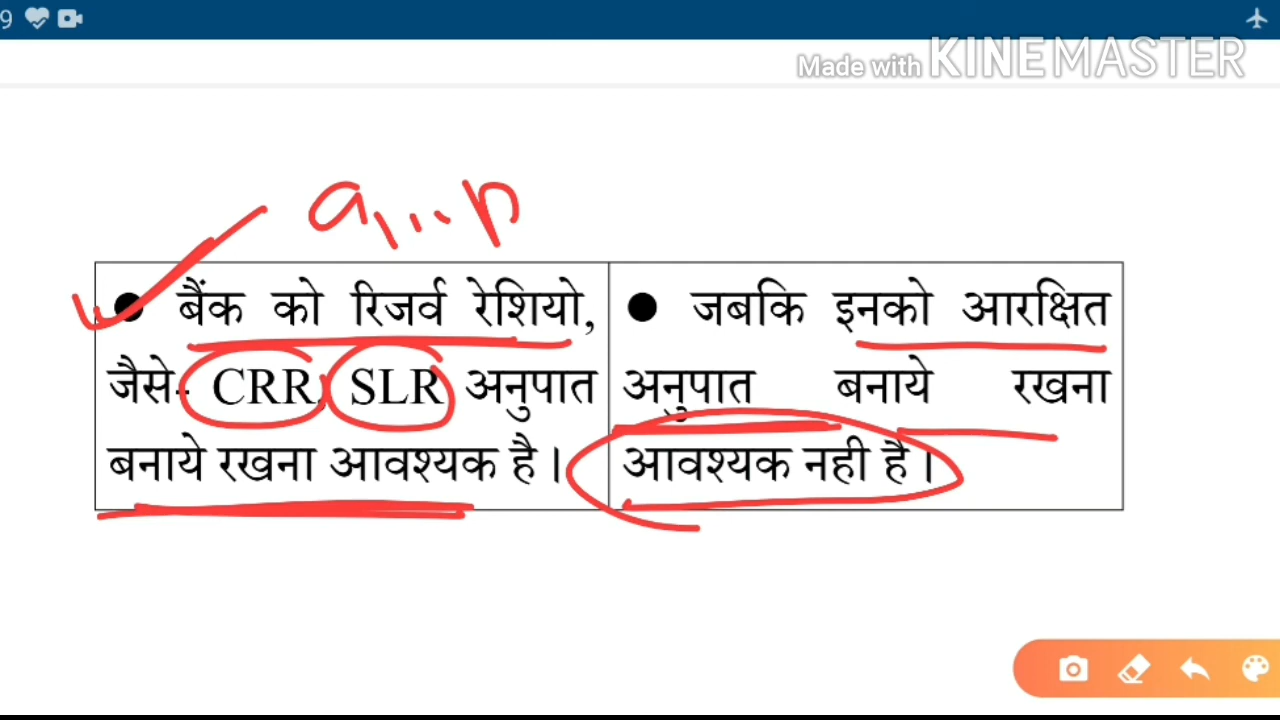 9
Made with KINEMASTER
a,..p
● बैंक को रिजर्व रेशियो,
जैसे- CRR, SLR अनुपात
बनाये रखना आवश्यक है।
● जबकि इनको आरक्षित
अनुपात बनाये रखना
आवश्यक नही है।